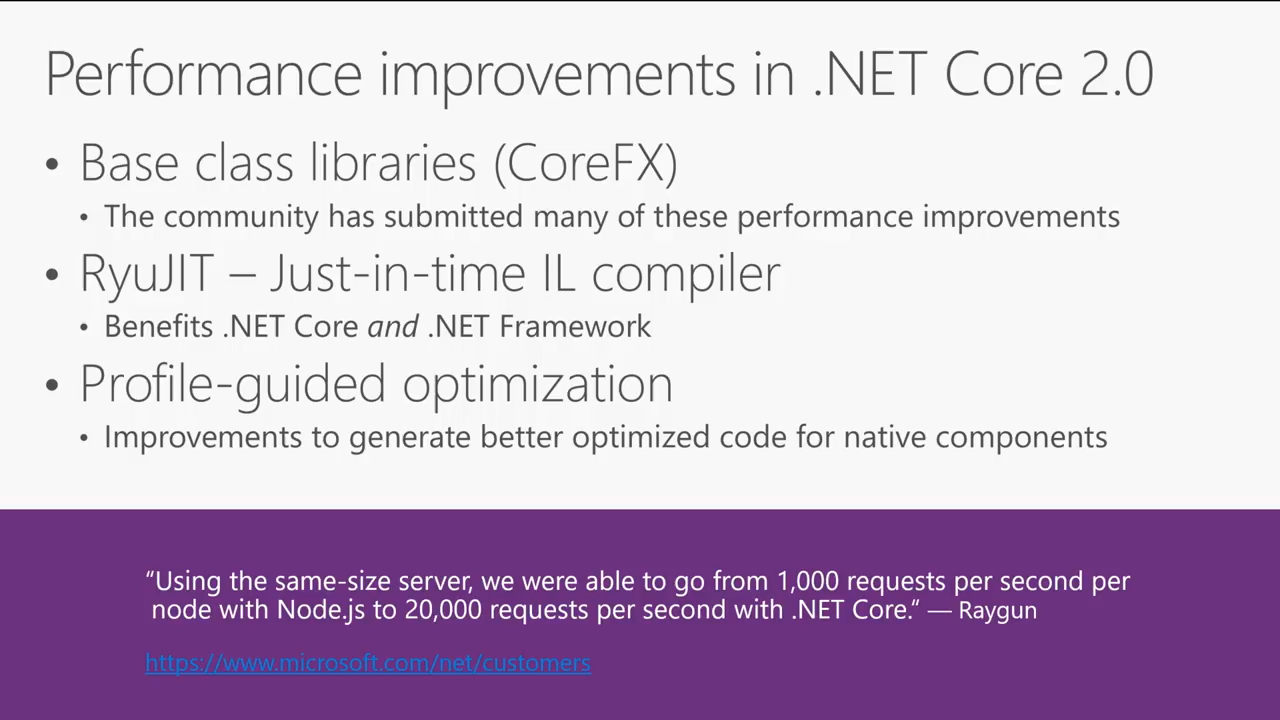 Performance improvements in .NET Core 2.0
• Base class libraries (CoreFX)
• The community has submitted many of these performance improvements
• RyuJIT – Just-in-time IL compiler
• Benefits .NET Core and .NET Framework
• Profile-guided optimization
• Improvements to generate better optimized code for native components
“Using the same-size server, we were able to go from 1,000 requests per second per
node with Node.js to 20,000 requests per second with .NET Core.“ — Raygun
https://www.microsoft.com/net/customers